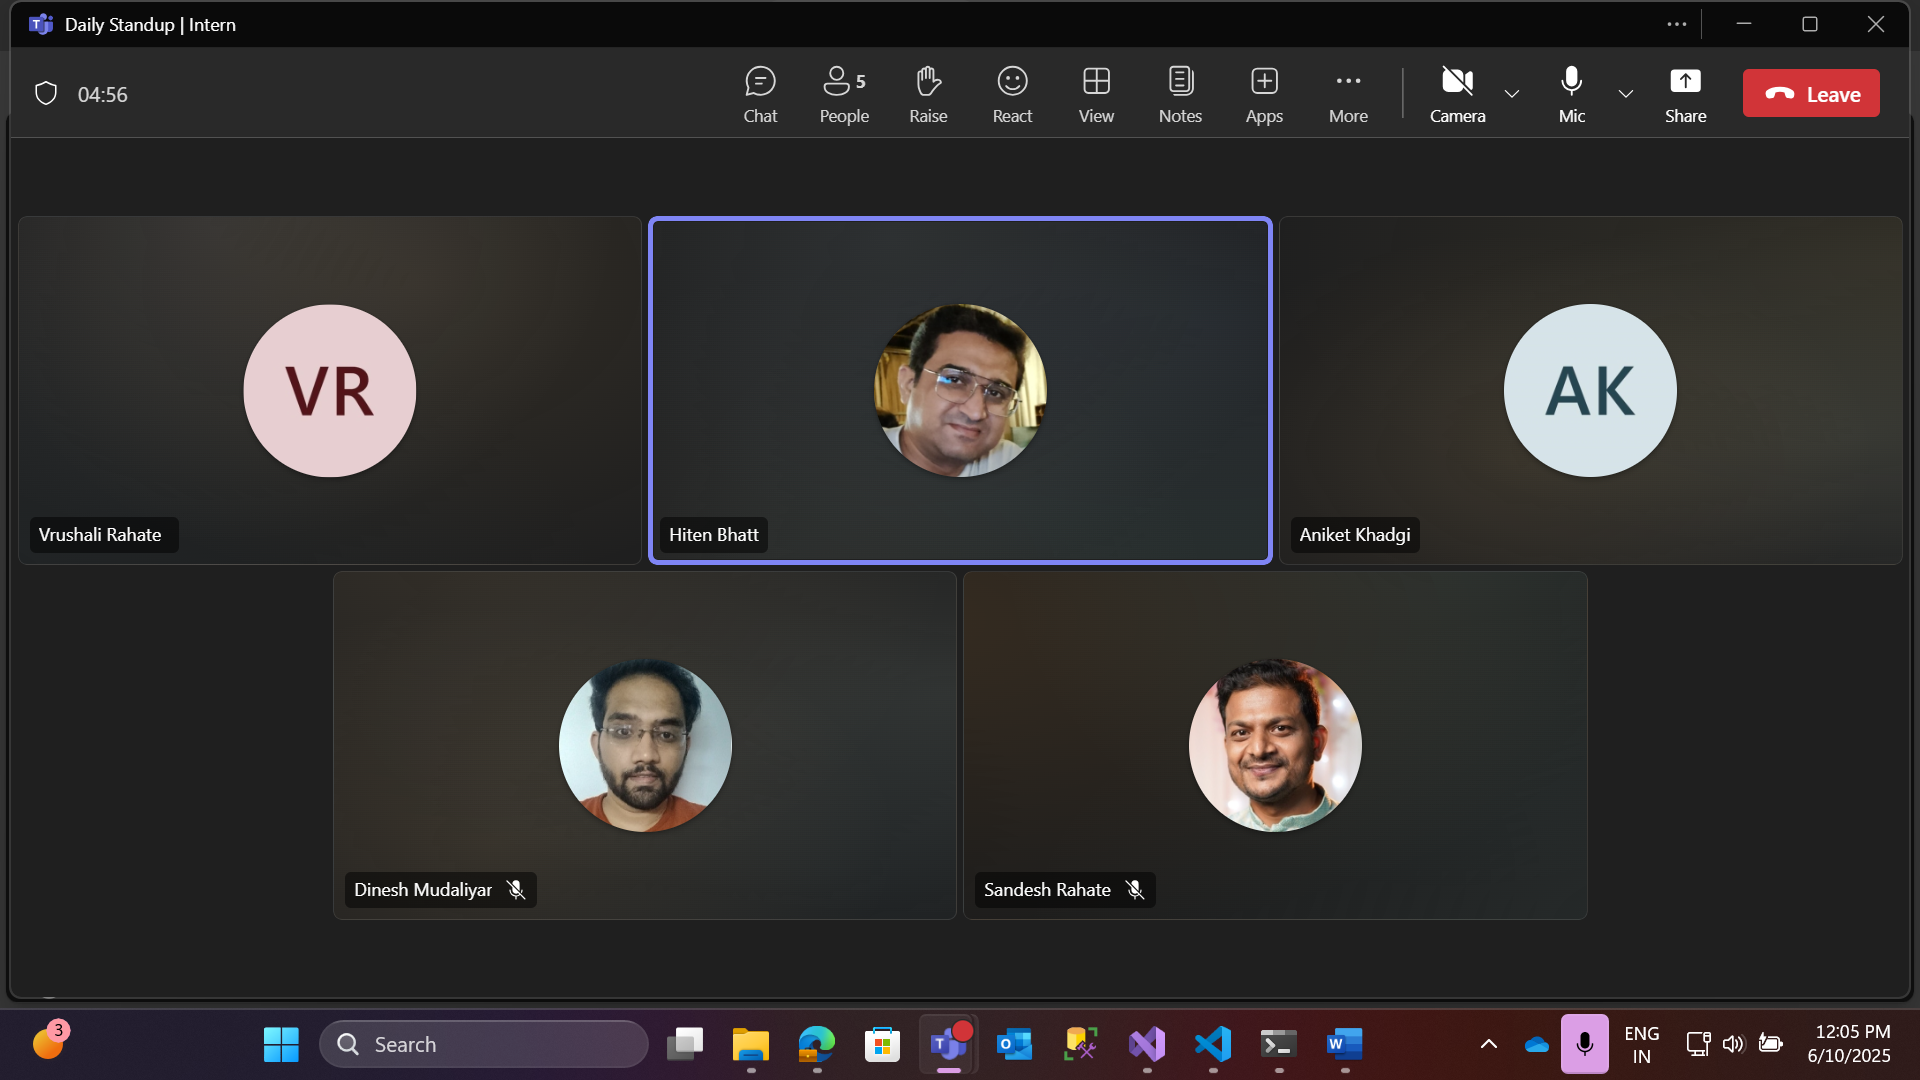 Daily Standup | Intern
04:56
Chat
People 5
Raise
React
View
Notes
Apps
More
Camera
Mic
Share
Leave
VR
Vrushali Rahate
Hiten Bhatt
AK
Aniket Khadgi
Dinesh Mudaliyar
Sandesh Rahate
3
Search
ENG
IN
12:05 PM
6/10/2025